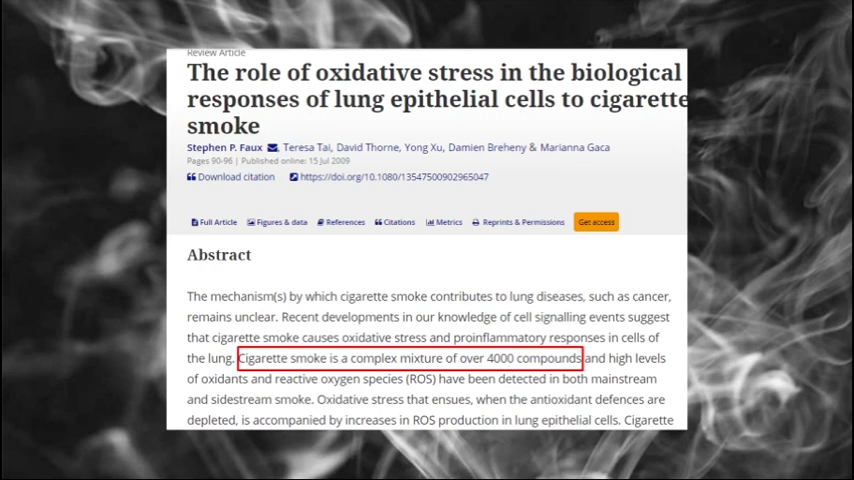 Review Article
The role of oxidative stress in the biological
responses of lung epithelial cells to cigarette
smoke
Stephen P. Faux, Teresa Tai, David Thorne, Yong Xu, Damien Breheny & Marianna Gaca
Pages 90-96 | Published online: 15 Jul 2009
Download citation https://doi.org/10.1080/13547500902965047
Full Article Figures & data References Citations Metrics Reprints & Permissions Get access
Abstract
The mechanism(s) by which cigarette smoke contributes to lung diseases, such as cancer,
remains unclear. Recent developments in our knowledge of cell signalling events suggest
that cigarette smoke causes oxidative stress and proinflammatory responses in cells of
the lung. Cigarette smoke is a complex mixture of over 4000 compounds and high levels
of oxidants and reactive oxygen species (ROS) have been detected in both mainstream
and sidestream smoke. Oxidative stress that ensues, when the antioxidant defences are
depleted, is accompanied by increases in ROS production in lung epithelial cells. Cigarette